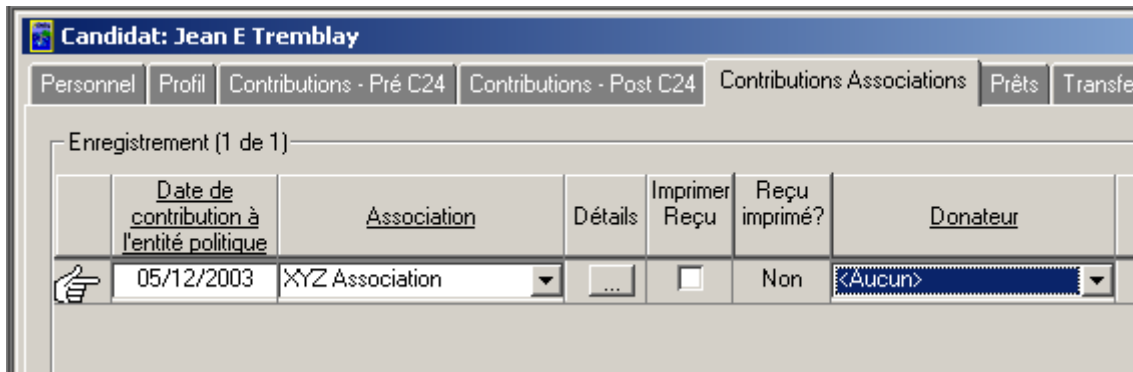 Candidat: Jean E Tremblay
Personnel Profil Contributions - Pré C24 Contributions - Post C24 Contributions Associations Prêts Transfe
Enregistrement (1 de 1)
Date de
contribution à
l'entité politique
Association
Détails
Imprimer
Reçu
Reçu
imprimé?
Donateur
05/12/2003 XYZ Association ... Non <Aucun>